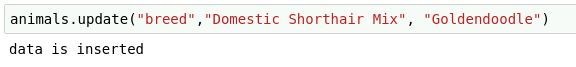 animals.update("breed","Domestic Shorthair Mix", "Goldendoodle")
data is inserted